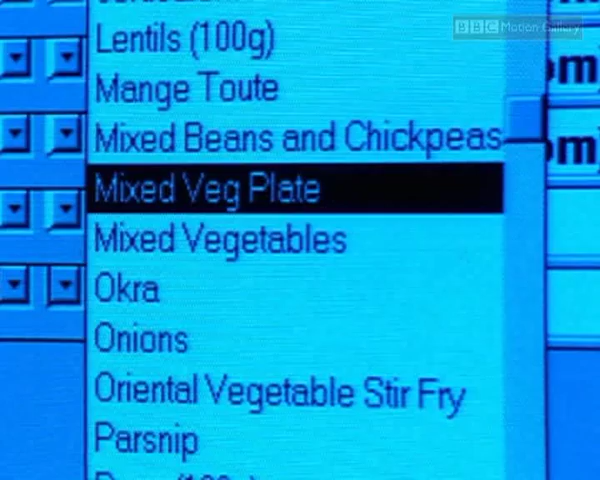 BBC Motion Gallery
Lentils (100g)
Mange Toute
Mixed Beans and Chickpeas
Mixed Veg Plate
Mixed Vegetables
Okra
Onions
Oriental Vegetable Stir Fry
Parsnip